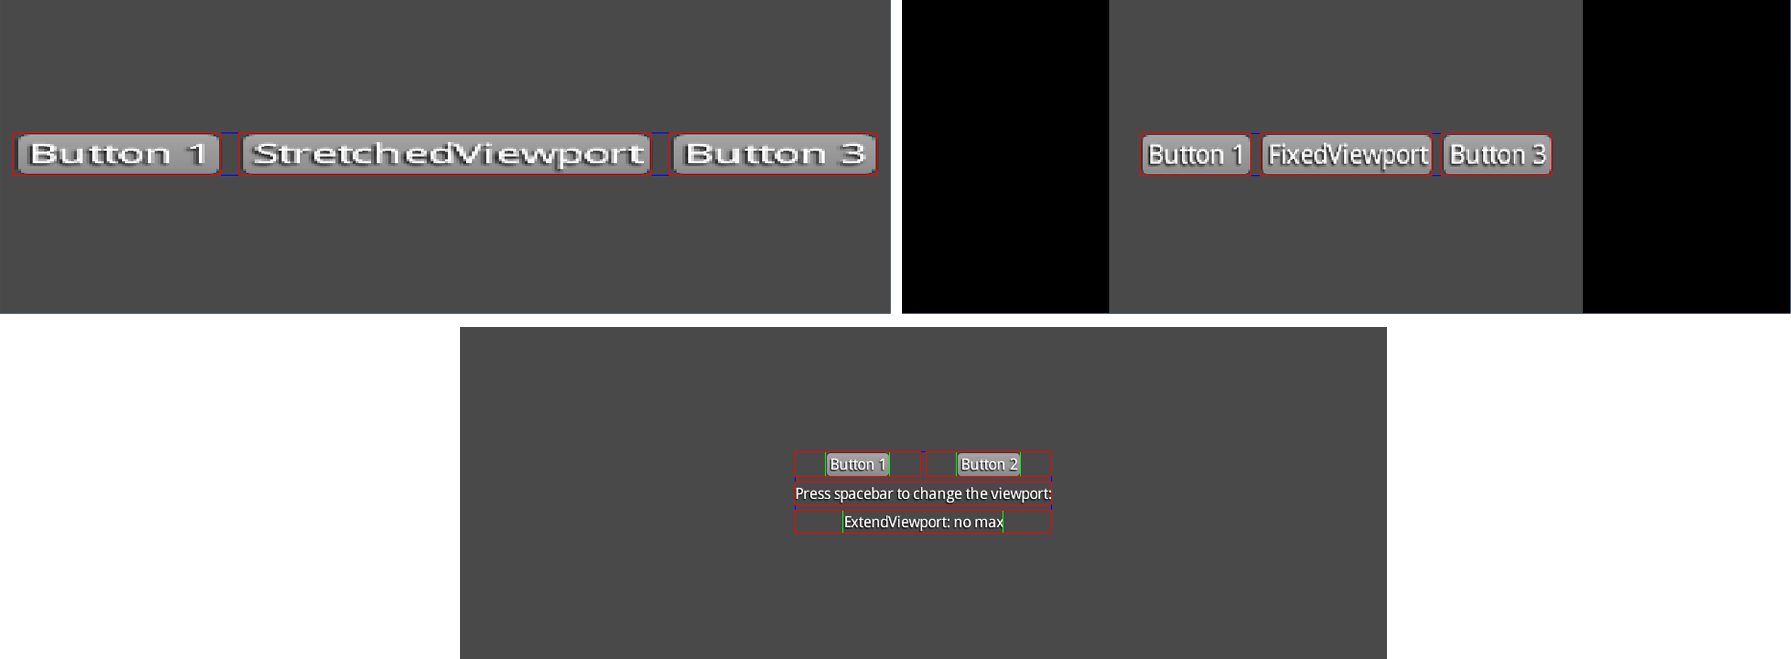 Button 1 StretchedViewport Button 3
Button 1 FixedViewport Button 3
Button 1 Button 2
Press spacebar to change the viewport:
ExtendViewport: no max